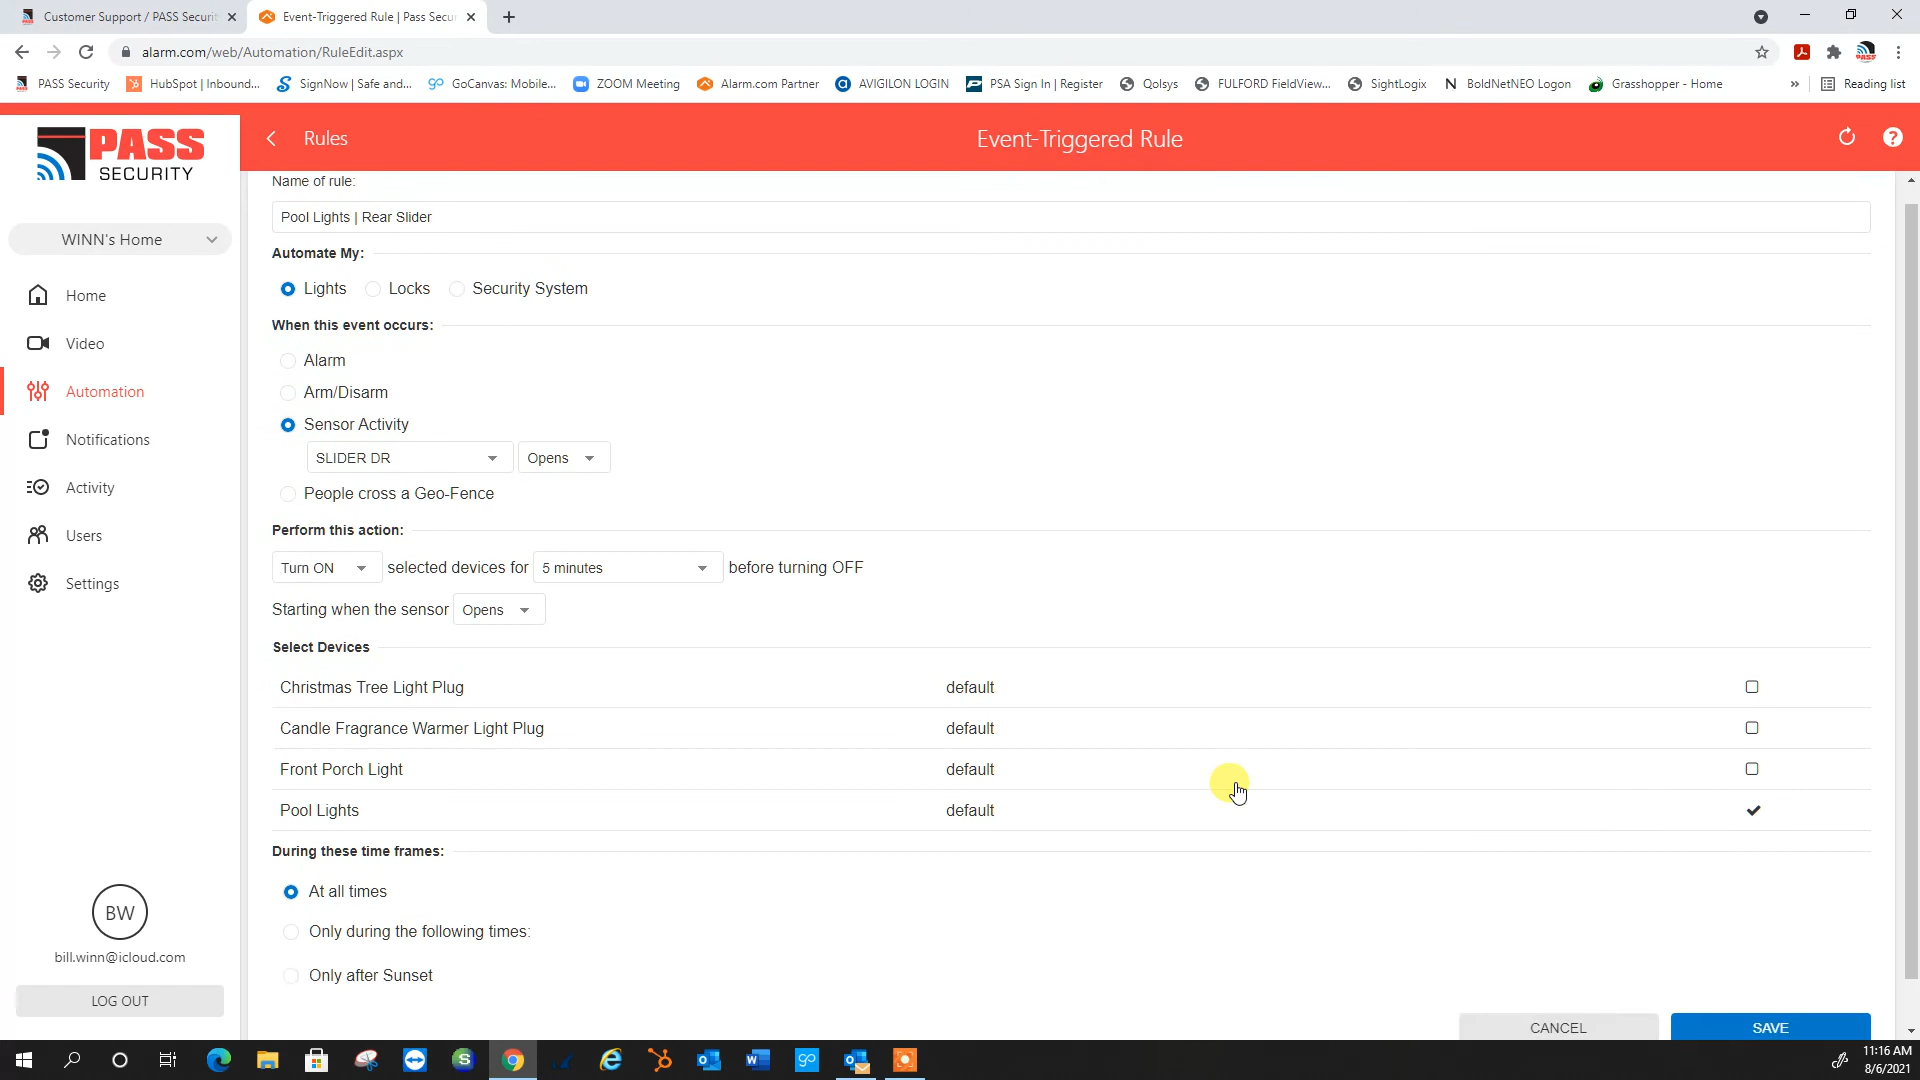 Customer Support / PASS Securit
Event-Triggered Rule | Pass Secur
alarm.com/web/Automation/RuleEdit.aspx
PASS Security
HubSpot | Inbound...
SignNow | Safe and...
GoCanvas: Mobile...
ZOOM Meeting
Alarm.com Partner
AVIGILON LOGIN
PSA Sign In | Register
Qolsys
FULFORD FieldView...
SightLogix
BoldNetNEO Logon
Grasshopper - Home
»
Reading list
PASS
SECURITY
Rules
Event-Triggered Rule
WINN's Home
Home
Video
Automation
Notifications
Activity
Users
Settings
BW
bill.winn@icloud.com
LOG OUT
Name of rule:
Pool Lights | Rear Slider
Automate My:
Lights Locks Security System
When this event occurs:
Alarm
Arm/Disarm
Sensor Activity
SLIDER DR Opens
People cross a Geo-Fence
Perform this action:
Turn ON selected devices for 5 minutes before turning OFF
Starting when the sensor Opens
Select Devices
Christmas Tree Light Plug default
Candle Fragrance Warmer Light Plug default
Front Porch Light default
Pool Lights default
During these time frames:
At all times
Only during the following times:
Only after Sunset
CANCEL SAVE
11:16 AM
8/6/2021